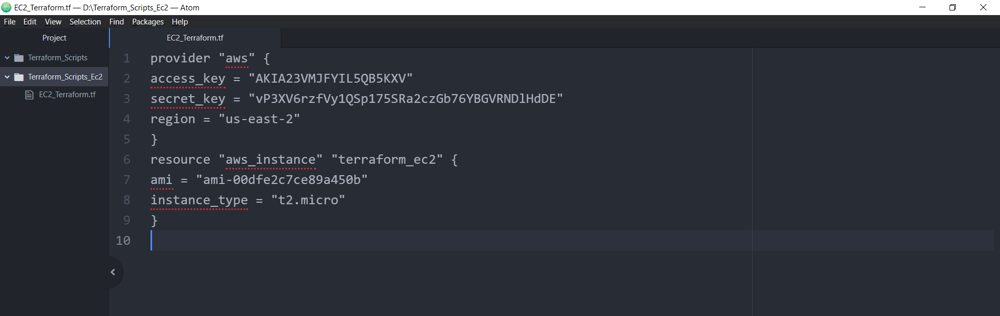 EC2_Terraform.tf — D:\Terraform_Scripts_Ec2 — Atom
File Edit View Selection Find Packages Help
Project
EC2_Terraform.tf
Terraform_Scripts
Terraform_Scripts_Ec2
EC2_Terraform.tf
1 provider "aws" {
2 access_key = "AKIA23VMJFYIL5QB5KXV"
3 secret_key = "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"
4 region = "us-east-2"
5 }
6 resource "aws_instance" "terraform_ec2" {
7 ami = "ami-00dfe2c7ce89a450b"
8 instance_type = "t2.micro"
9 }
10